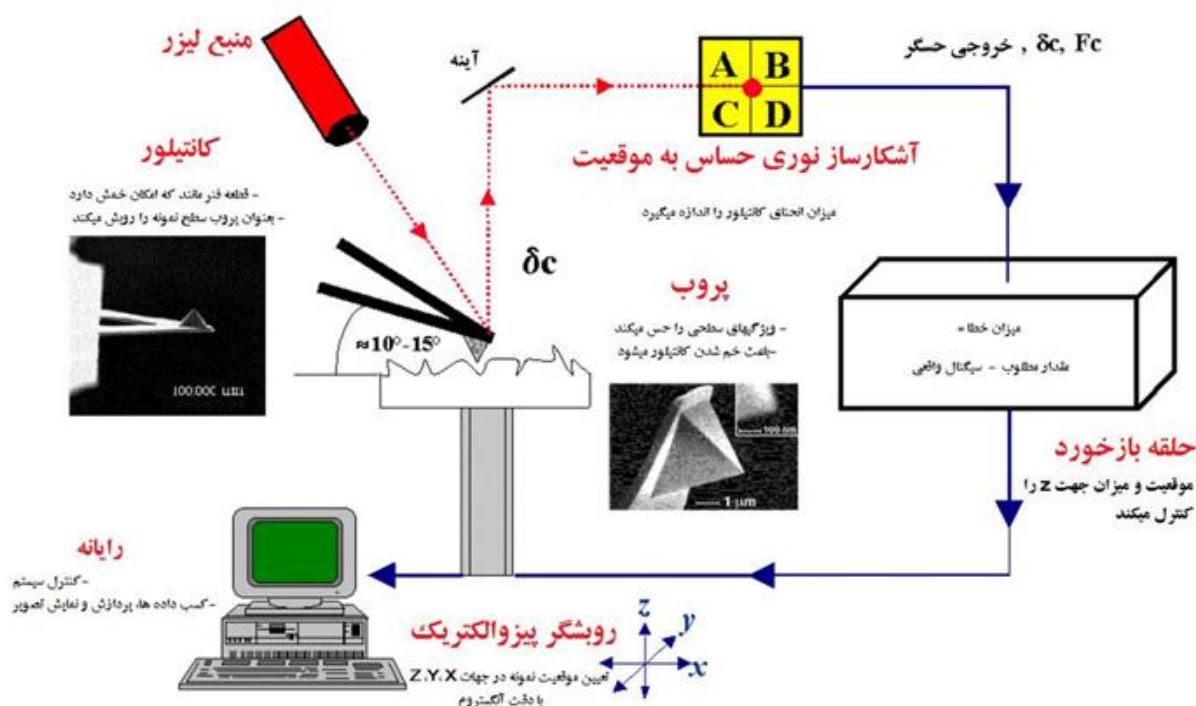 منبع لیزر
آینه
A B
C D
خروجی حسگر , δc, Fc
آشکارساز نوری حساس به موقعیت
میزان انحنای کانتیلور را اندازه میگیرد
کانتیلور
- قطعه فنر مانند که امکان خمش دارد
- بعنوان پروب سطح نمونه را روبش میکند
100.000 um
δc
≈10°-15°
پروب
- ویژگیهای سطحی را حس میکند
-باعث خم شدن کانتیلور میشود
100 nm
1 μm
میزان خطا =
مقدار مطلوب - سیگنال واقعی
حلقه بازخورد
موقعیت و میزان جهت z را
کنترل میکند
رایانه
-کنترل سیستم
-کسب داده ها، پردازش و نمایش تصویر
روبشگر پیزوالکتریک
تعیین موقعیت نمونه در جهات Z ،Y، X
با دقت آنگستروم
z
y
x